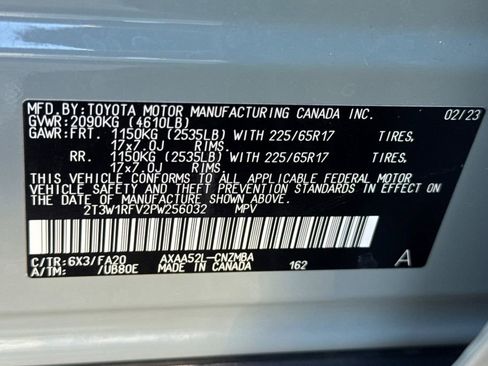 MFD.BY:TOYOTA MOTOR MANUFACTURING CANADA INC. 02/23
GVWR:2090KG (4610LB)
GAWR:FRT. 1150KG (2535LB) WITH 225/65R17 TIRES,
17x7.0J RIMS.
RR. 1150KG (2535LB) WITH 225/65R17 TIRES,
17x7.0J RIMS.
THIS VEHICLE CONFORMS TO ALL APPLICABLE FEDERAL MOTOR
VEHICLE SAFETY AND THEFT PREVENTION STANDARDS IN EFFECT ON
THE DATE OF MANUFACTURE SHOWN ABOVE.
2T3W1RFV2PW256032 MPV
C/TR:6X3/FA20 AXAA52L-CNZMBA
A/TM: /UB80E MADE IN CANADA 162 A